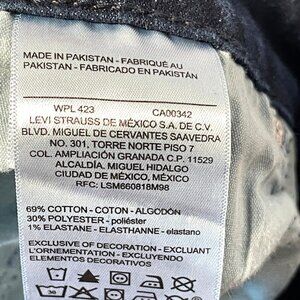 MADE IN PAKISTAN - FABRIQUÉ AU
PAKISTAN - FABRICADO EN PAKISTÁN
WPL 423 CA00342
LEVI STRAUSS DE MÉXICO S.A. DE C.V.
BLVD. MIGUEL DE CERVANTES SAAVEDRA
NO. 301, TORRE NORTE PISO 7
COL. AMPLIACIÓN GRANADA C.P. 11529
ALCALDÍA. MIGUEL HIDALGO
CIUDAD DE MÉXICO, MÉXICO
RFC: LSM660818M98
69% COTTON - COTON - ALGODÓN
30% POLYESTER - poliéster
1% ELASTANE - ÉLASTHANNE - elastano
EXCLUSIVE OF DECORATION - EXCLUANT
DÉCORATION - EXCLUYENDO
ELEMENTOS DECORATIVOS